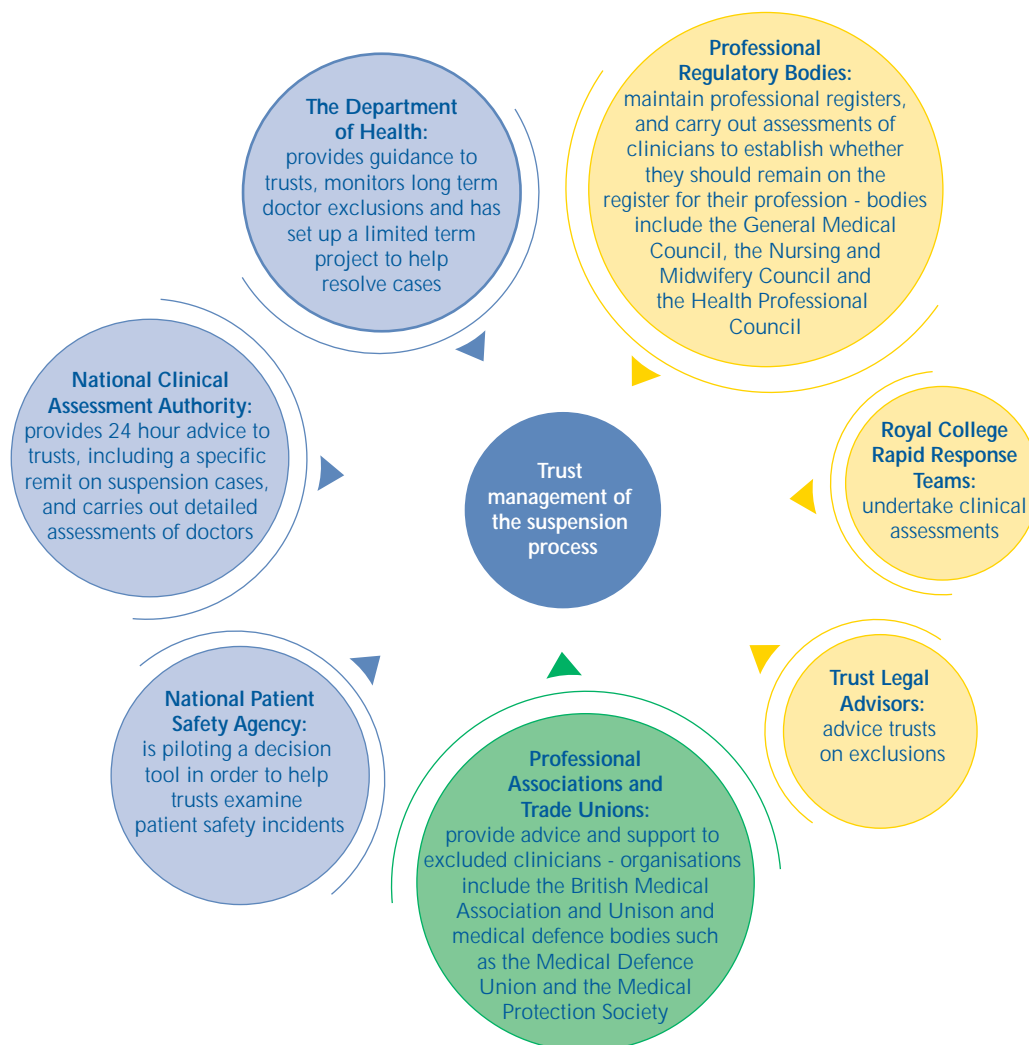 Professional
Regulatory Bodies:
maintain professional registers,
and carry out assessments of
clinicians to establish whether
they should remain on the
register for their profession - bodies
include the General Medical
Council, the Nursing and
Midwifery Council and
the Health Professional
Council
The Department
of Health:
provides guidance to
trusts, monitors long term
doctor exclusions and has
set up a limited term
project to help
resolve cases
National Clinical
Assessment Authority:
provides 24 hour advice to
trusts, including a specific
remit on suspension cases,
and carries out detailed
assessments of doctors
Trust
management of
the suspension
process
Royal College
Rapid Response
Teams:
undertake clinical
assessments
National Patient
Safety Agency:
is piloting a decision
tool in order to help
trusts examine
patient safety incidents
Professional
Associations and
Trade Unions:
provide advice and support to
excluded clinicians - organisations
include the British Medical
Association and Unison and
medical defence bodies such
as the Medical Defence
Union and the Medical
Protection Society
Trust Legal
Advisors:
advice trusts
on exclusions